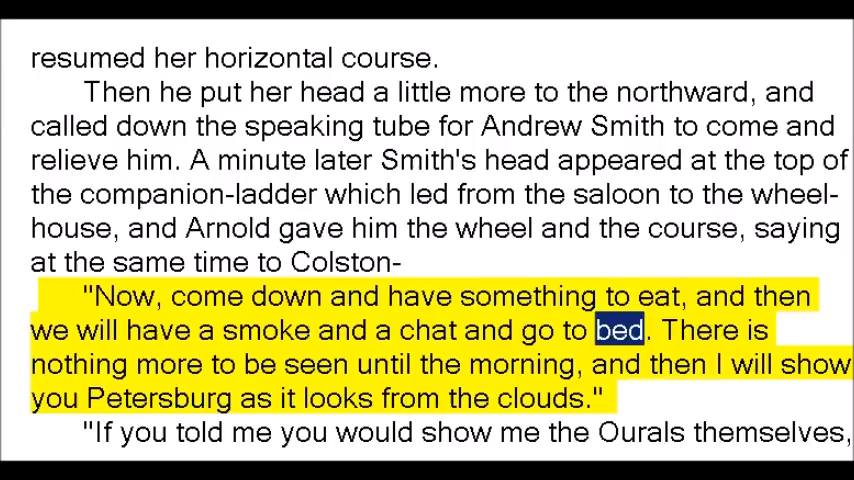 resumed her horizontal course.
Then he put her head a little more to the northward, and
called down the speaking tube for Andrew Smith to come and
relieve him. A minute later Smith's head appeared at the top of
the companion-ladder which led from the saloon to the wheel-
house, and Arnold gave him the wheel and the course, saying
at the same time to Colston-
"Now, come down and have something to eat, and then
we will have a smoke and a chat and go to bed. There is
nothing more to be seen until the morning, and then I will show
you Petersburg as it looks from the clouds."
"If you told me you would show me the Ourals themselves,